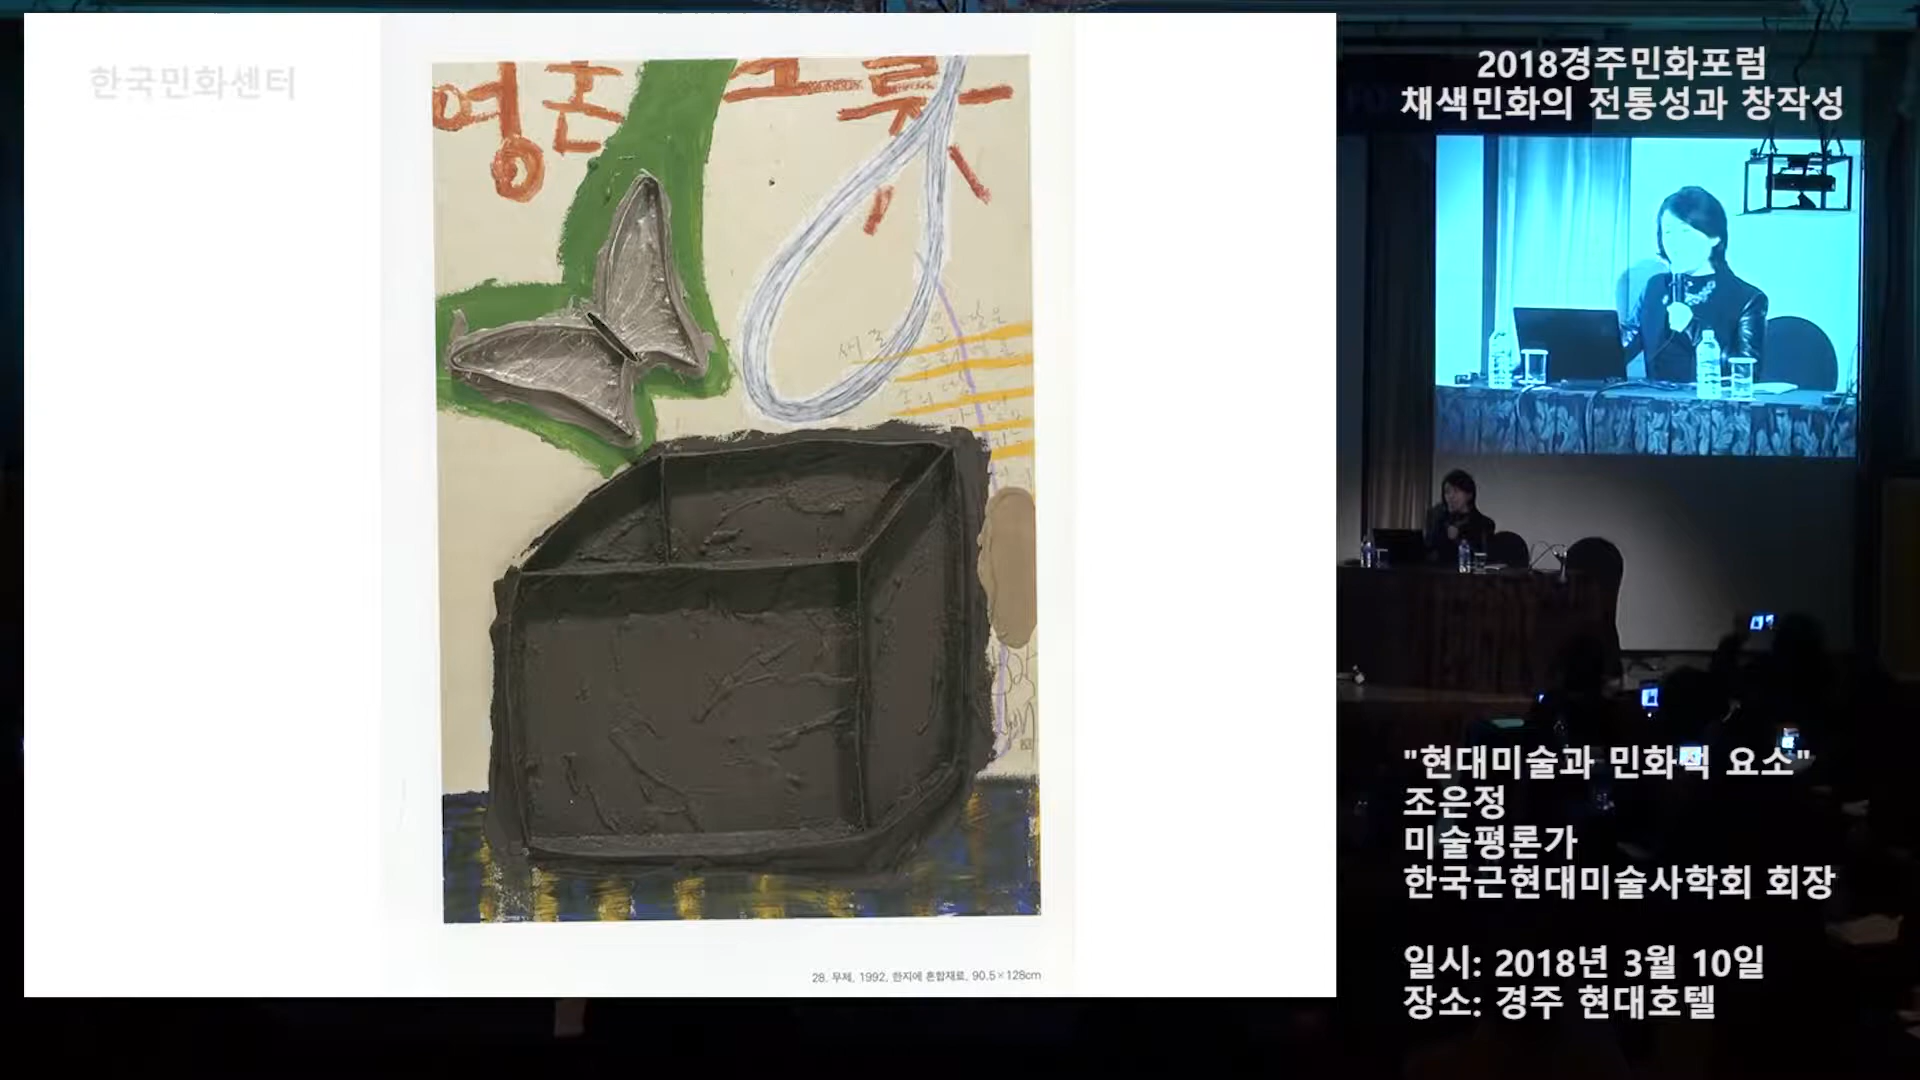 한국민화센터
2018경주민화포럼
채색민화의 전통성과 창작성
영혼
28. 무제, 1992, 한지에 혼합재료, 90.5×128cm
"현대미술과 민화적 요소"
조은정
미술평론가
한국근현대미술사학회 회장
일시: 2018년 3월 10일
장소: 경주 현대호텔